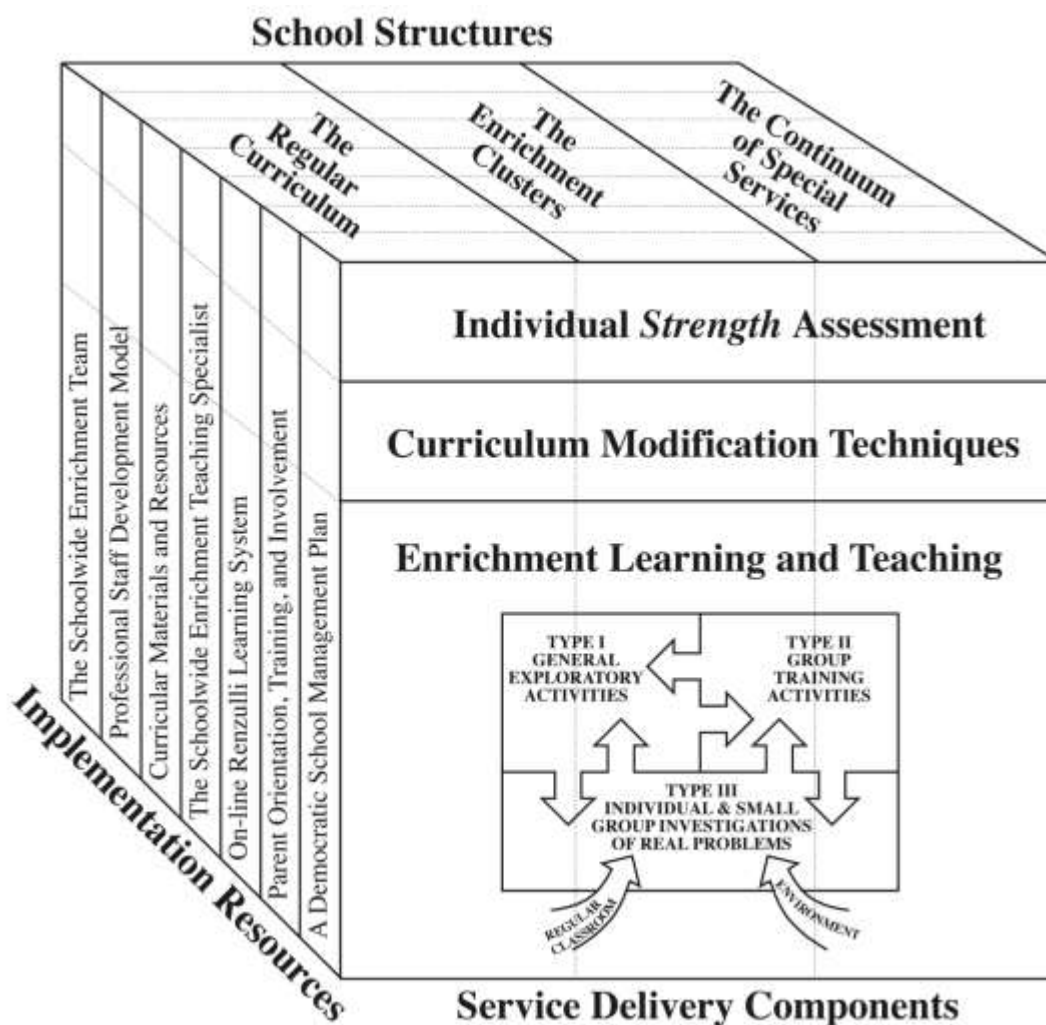 School Structures
The
Regular
Curriculum
The
Enrichment
Clusters
The Continuum
of Special
Services
The Schoolwide Enrichment Team
Professional Staff Development Model
Curricular Materials and Resources
The Schoolwide Enrichment Teaching Specialist
On-line Renzulli Learning System
Parent Orientation, Training, and Involvement
A Democratic School Management Plan
Implementation Resources
Individual Strength Assessment
Curriculum Modification Techniques
Enrichment Learning and Teaching
TYPE I
GENERAL
EXPLORATORY
ACTIVITIES
TYPE II
GROUP
TRAINING
ACTIVITIES
TYPE III
INDIVIDUAL & SMALL
GROUP INVESTIGATIONS
OF REAL PROBLEMS
REGULAR
CLASSROOM
ENVIRONMENT
Service Delivery Components